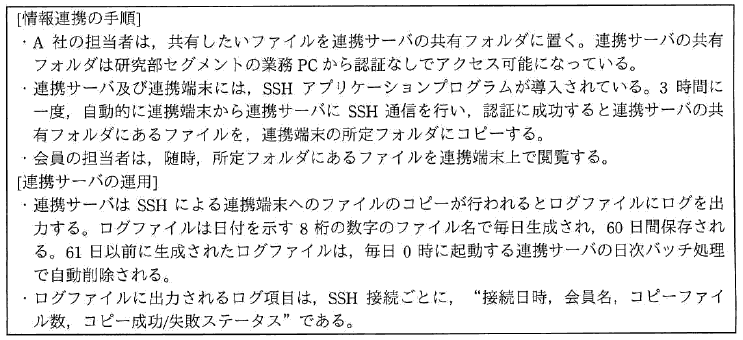 [情報連携の手順]
・A 社の担当者は，共有したいファイルを連携サーバの共有フォルダに置く。連携サーバの共有
フォルダは研究部セグメントの業務 PC から認証なしでアクセス可能になっている。
・連携サーバ及び連携端末には，SSH アプリケーションプログラムが導入されている。3 時間に
一度，自動的に連携端末から連携サーバに SSH 通信を行い，認証に成功すると連携サーバの共
有フォルダにあるファイルを，連携端末の所定フォルダにコピーする。
・会員の担当者は，随時，所定フォルダにあるファイルを連携端末上で閲覧する。
[連携サーバの運用]
・連携サーバは SSH による連携端末へのファイルのコピーが行われるとログファイルにログを出
力する。ログファイルは日付を示す 8 桁の数字のファイル名で毎日生成され，60 日間保存され
る。61 日以前に生成されたログファイルは，毎日 0 時に起動する連携サーバの日次バッチ処理
で自動削除される。
・ログファイルに出力されるログ項目は，SSH 接続ごとに，“接続日時，会員名，コピーファイ
ル数，コピー成功/失敗ステータス”である。